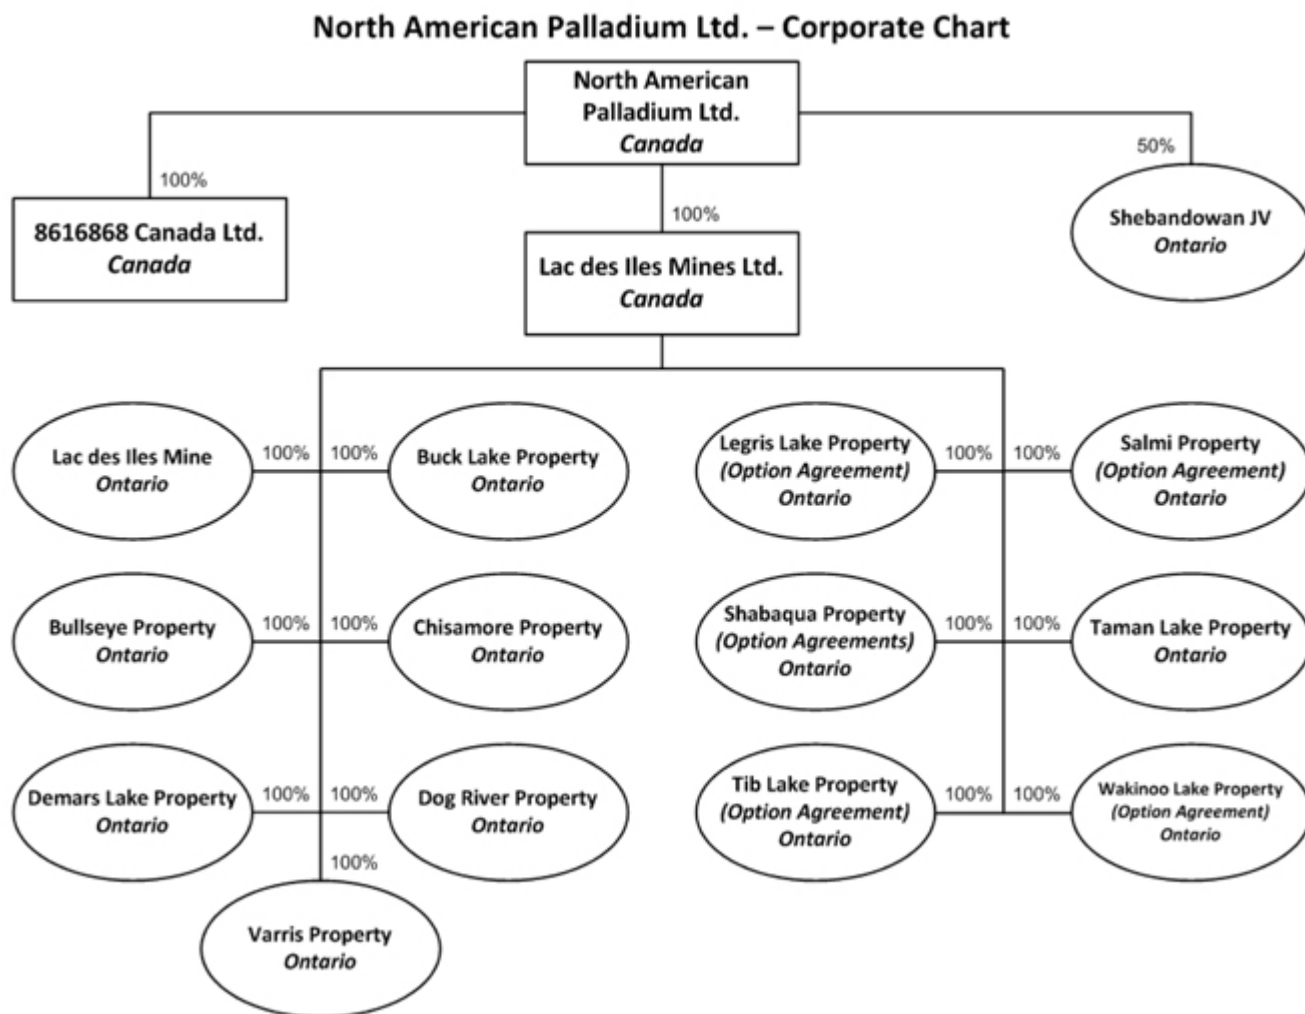 North American Palladium Ltd. – Corporate Chart
North American
Palladium Ltd.
Canada
100%
100%
50%
8616868 Canada Ltd.
Canada
Lac des Iles Mines Ltd.
Canada
Shebandowan JV
Ontario
Lac des Iles Mine
Ontario
100%
100%
Buck Lake Property
Ontario
Legris Lake Property
(Option Agreement)
Ontario
100%
100%
Salmi Property
(Option Agreement)
Ontario
Bullseye Property
Ontario
100%
100%
Chisamore Property
Ontario
Shabaqua Property
(Option Agreements)
Ontario
100%
100%
Taman Lake Property
Ontario
Demars Lake Property
Ontario
100%
100%
Dog River Property
Ontario
Tib Lake Property
(Option Agreement)
Ontario
100%
100%
Wakinoo Lake Property
(Option Agreement)
Ontario
100%
Varris Property
Ontario